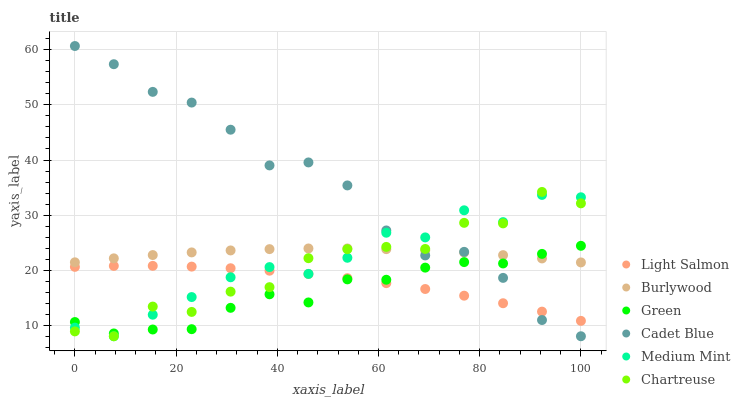 title
60
50
40
30
20
10
yaxis_label
0
20
40
60
80
100
xaxis_label
Light Salmon
Burlywood
Green
Cadet Blue
Medium Mint
Chartreuse